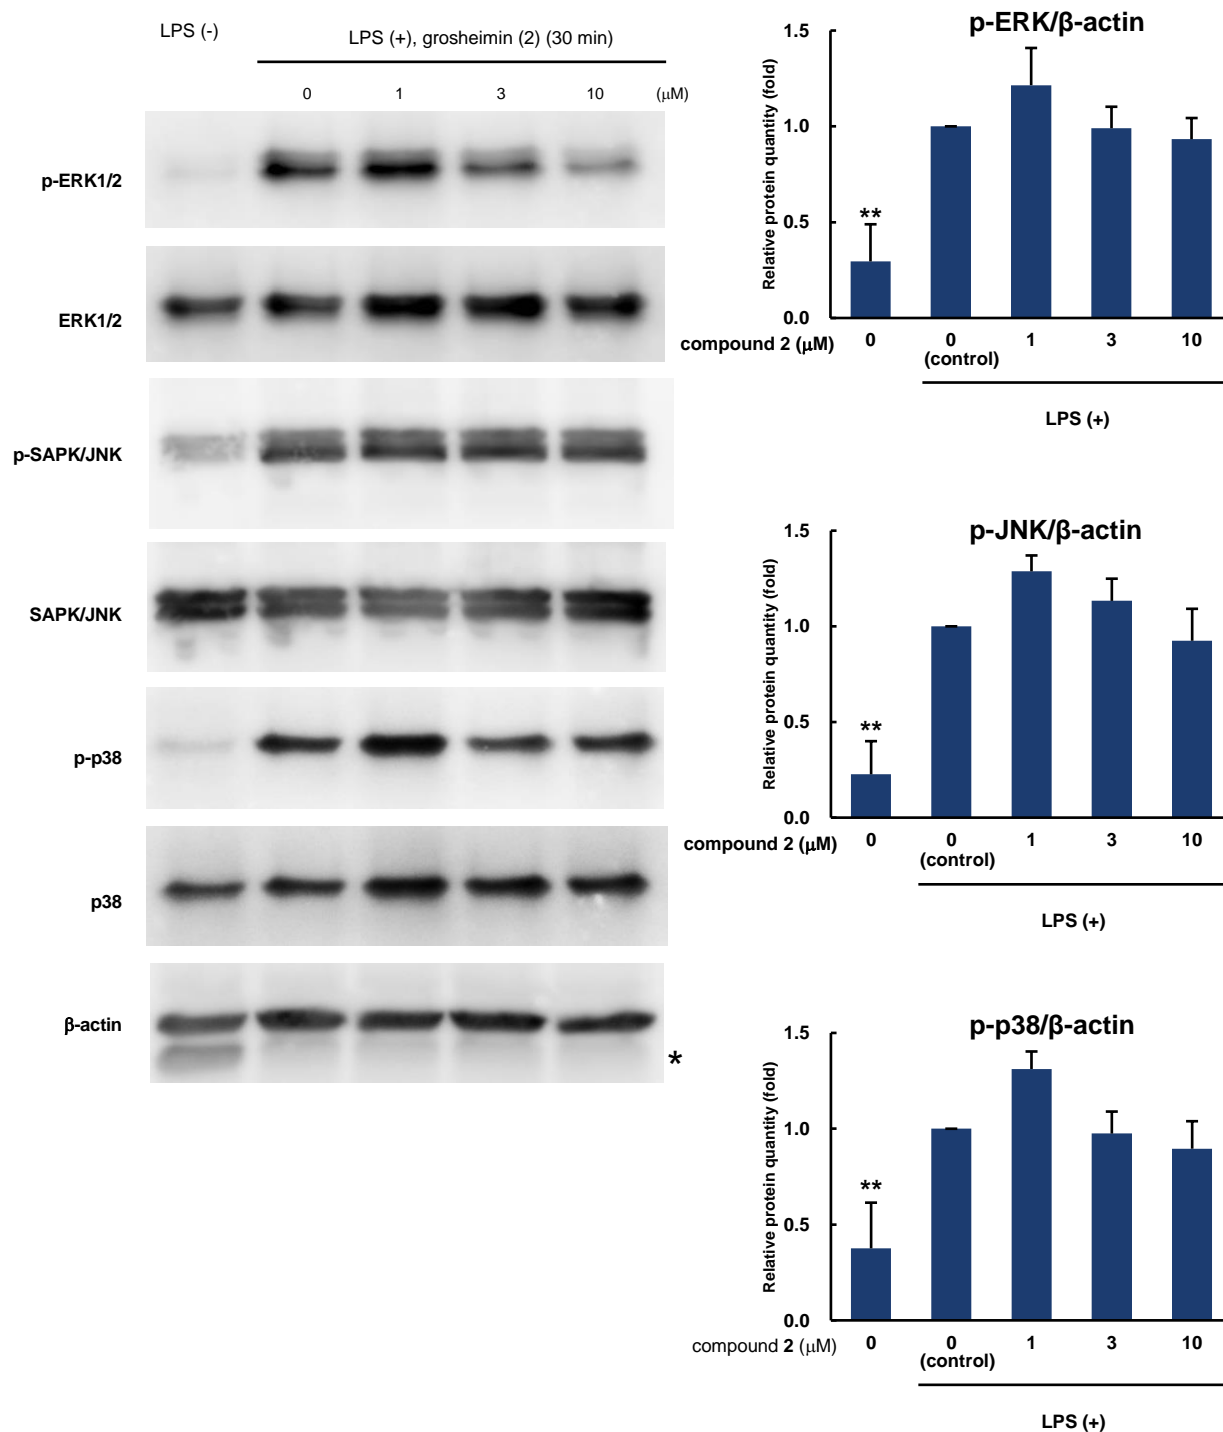 LPS (-)
LPS (+), grosheimin (2) (30 min)
0 1 3 10 (μM)
p-ERK1/2
ERK1/2
p-SAPK/JNK
SAPK/JNK
p-p38
p38
β-actin
*
p-ERK/β-actin
Relative protein quantity (fold)
1.5
1.0
0.5
0.0
**
compound 2 (μM) 0 0 1 3 10
(control)
LPS (+)
p-JNK/β-actin
Relative protein quantity (fold)
1.5
1.0
0.5
0.0
**
compound 2 (μM) 0 0 1 3 10
(control)
LPS (+)
p-p38/β-actin
Relative protein quantity (fold)
1.5
1.0
0.5
0.0
**
compound 2 (μM) 0 0 1 3 10
(control)
LPS (+)